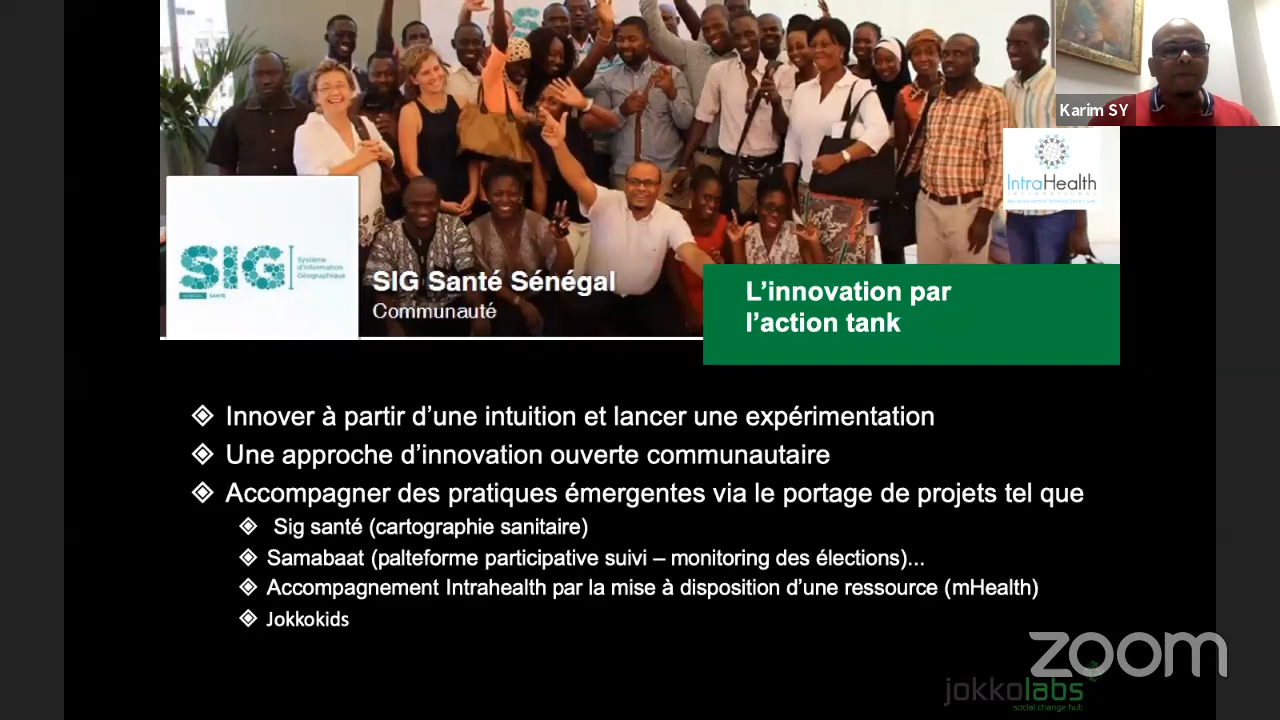 Karim SY
IntraHealth
INTERNATIONAL
SIG
Système
d'Information
Géographique
SANTÉ
SIG Santé Sénégal
Communauté
L'innovation par
l'action tank
Innover à partir d'une intuition et lancer une expérimentation
Une approche d'innovation ouverte communautaire
Accompagner des pratiques émergentes via le portage de projets tel que
Sig santé (cartographie sanitaire)
Samabaat (palteforme participative suivi – monitoring des élections)...
Accompagnement Intrahealth par la mise à disposition d'une ressource (mHealth)
Jokkokids
zoom
jokkolabs
social change hub